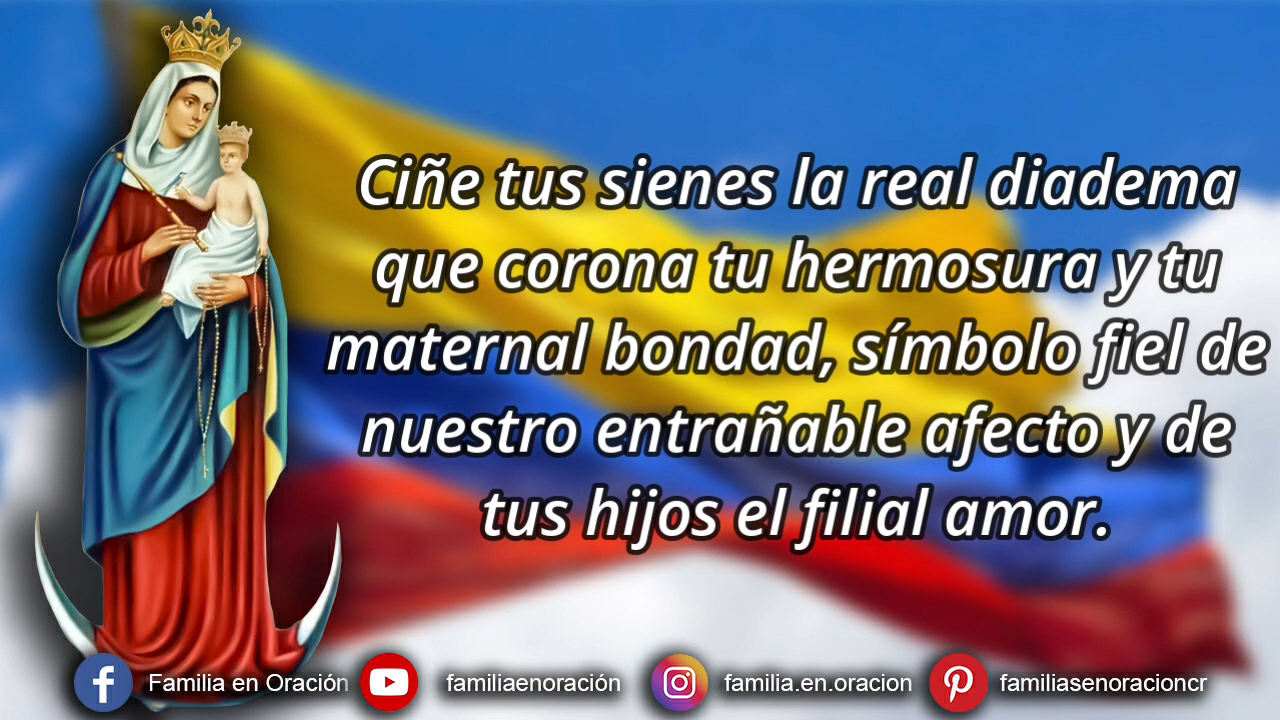 Ciñe tus sienes la real diadema
que corona tu hermosura y tu
maternal bondad, símbolo fiel de
nuestro entrañable afecto y de
tus hijos el filial amor.
Familia en Oración
familiaenoración
familia.en.oracion
familiasenoracioncr